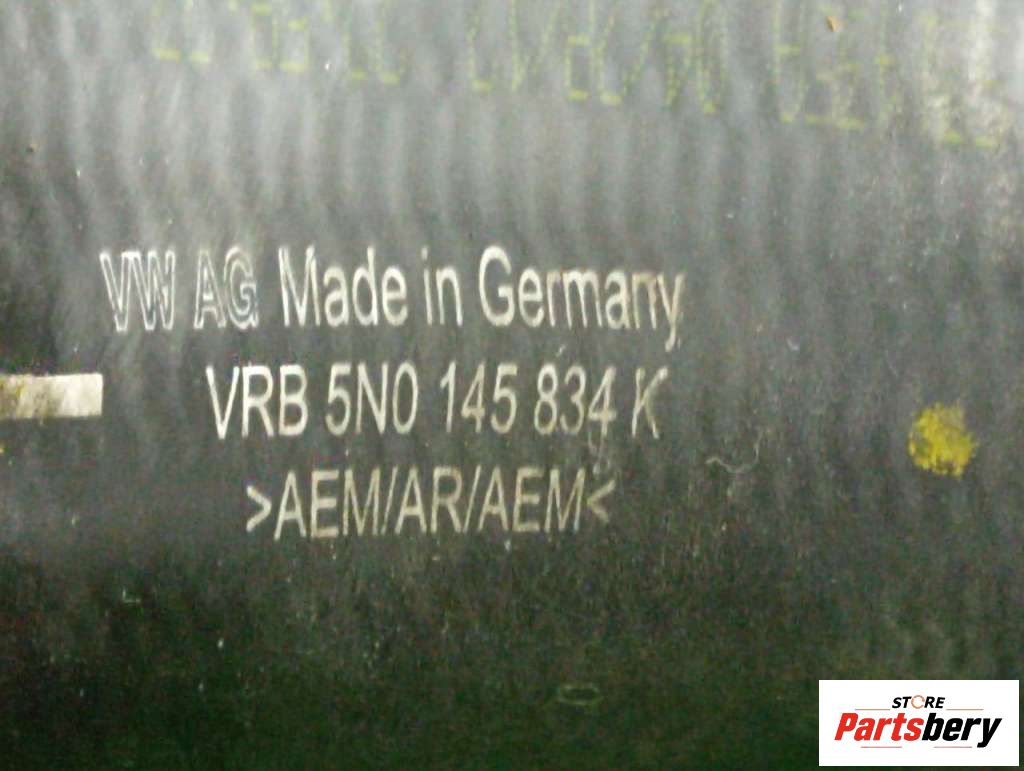 VW AG Made in Germany
VRB 5N0 145 834 K
>AEM/AR/AEM<
STORE
Partsbery